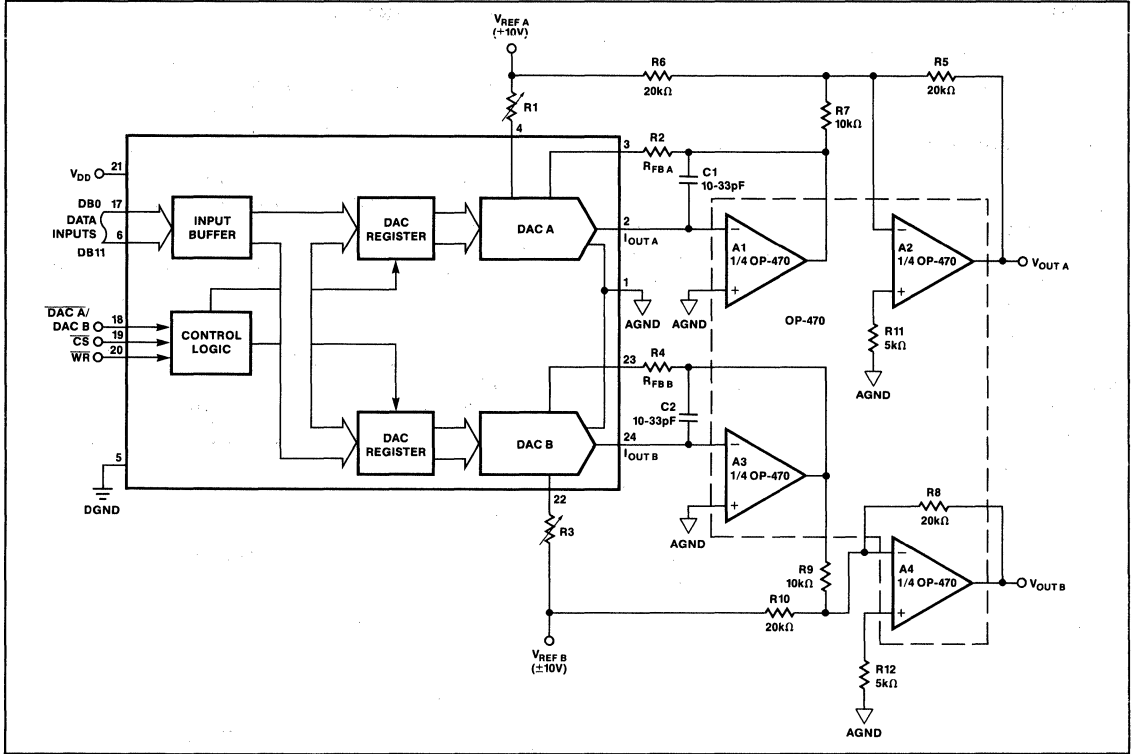 V_REF A
(±10V)
R6
20kΩ
R5
20kΩ
R1
R7
10kΩ
4
3
R2
R_FB A
C1
10-33pF
V_DD
21
DB0
17
DATA
INPUTS
6
DB11
INPUT
BUFFER
DAC
REGISTER
DAC A
2
I_OUT A
A1
1/4 OP-470
A2
1/4 OP-470
V_OUT A
1
AGND
AGND
OP-470
R11
5kΩ
AGND
DAC A/
DAC B
18
CS
19
WR
20
CONTROL
LOGIC
23
R4
R_FB B
C2
10-33pF
DAC
REGISTER
DAC B
24
I_OUT B
A3
1/4 OP-470
AGND
5
DGND
22
R3
R8
20kΩ
R9
10kΩ
A4
1/4 OP-470
V_OUT B
R10
20kΩ
V_REF B
(±10V)
R12
5kΩ
AGND